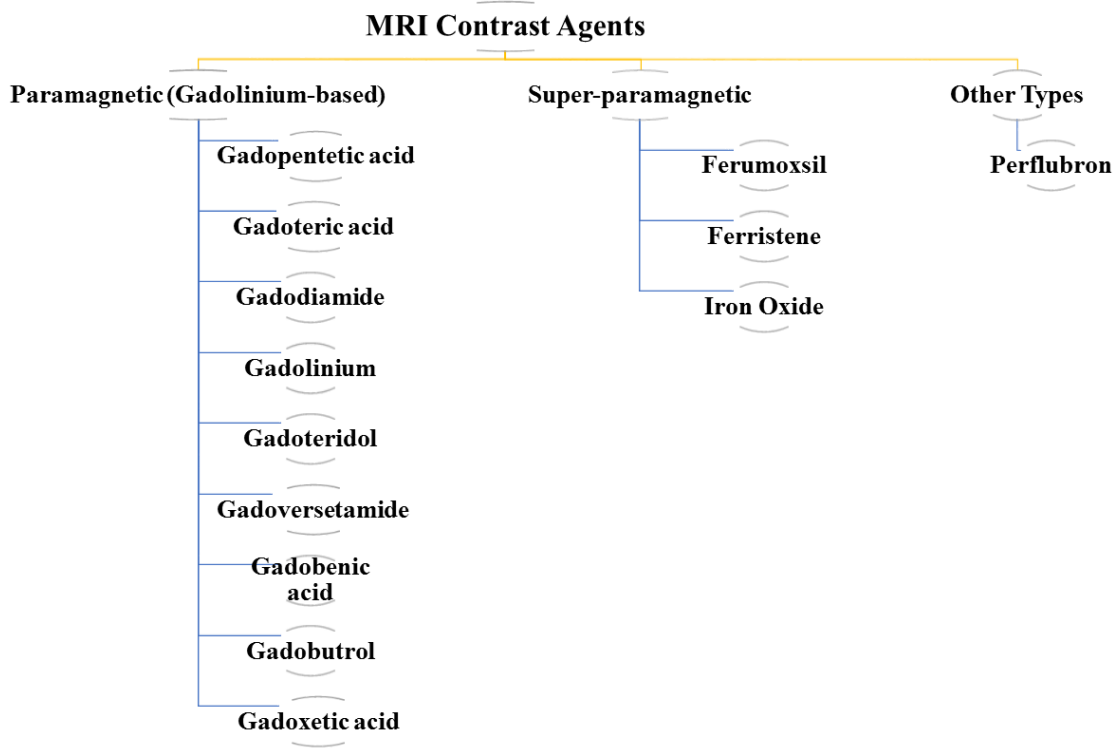 MRI Contrast Agents
Paramagnetic (Gadolinium-based)
Super-paramagnetic
Other Types
Gadopentetic acid
Gadoteric acid
Gadodiamide
Gadolinium
Gadoteridol
Gadoversetamide
Gadobenic
acid
Gadobutrol
Gadoxetic acid
Ferumoxsil
Ferristene
Iron Oxide
Perflubron